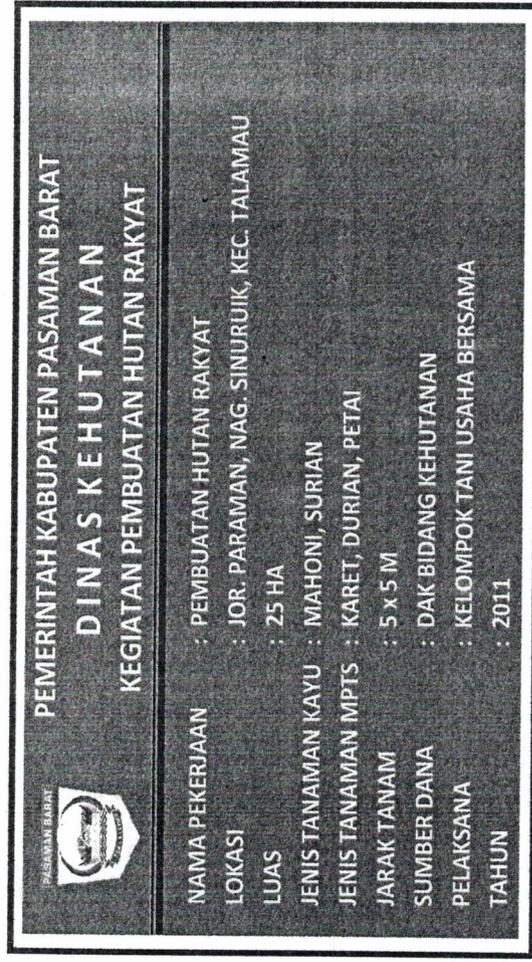 PASAMAN BARAT
PEMERINTAH KABUPATEN PASAMAN BARAT
DINAS KEHUTANAN
KEGIATAN PEMBUATAN HUTAN RAKYAT
NAMA PEKERJAAN : PEMBUATAN HUTAN RAKYAT
LOKASI : JOR. PARAMAN, NAG. SINURUIK, KEC. TALAMAU
LUAS : 25 HA
JENIS TANAMAN KAYU : MAHONI, SURIAN
JENIS TANAMAN MPTS : KARET, DURIAN, PETAI
JARAK TANAM : 5 x 5 M
SUMBER DANA : DAK BIDANG KEHUTANAN
PELAKSANA : KELOMPOK TANI USAHA BERSAMA
TAHUN : 2011